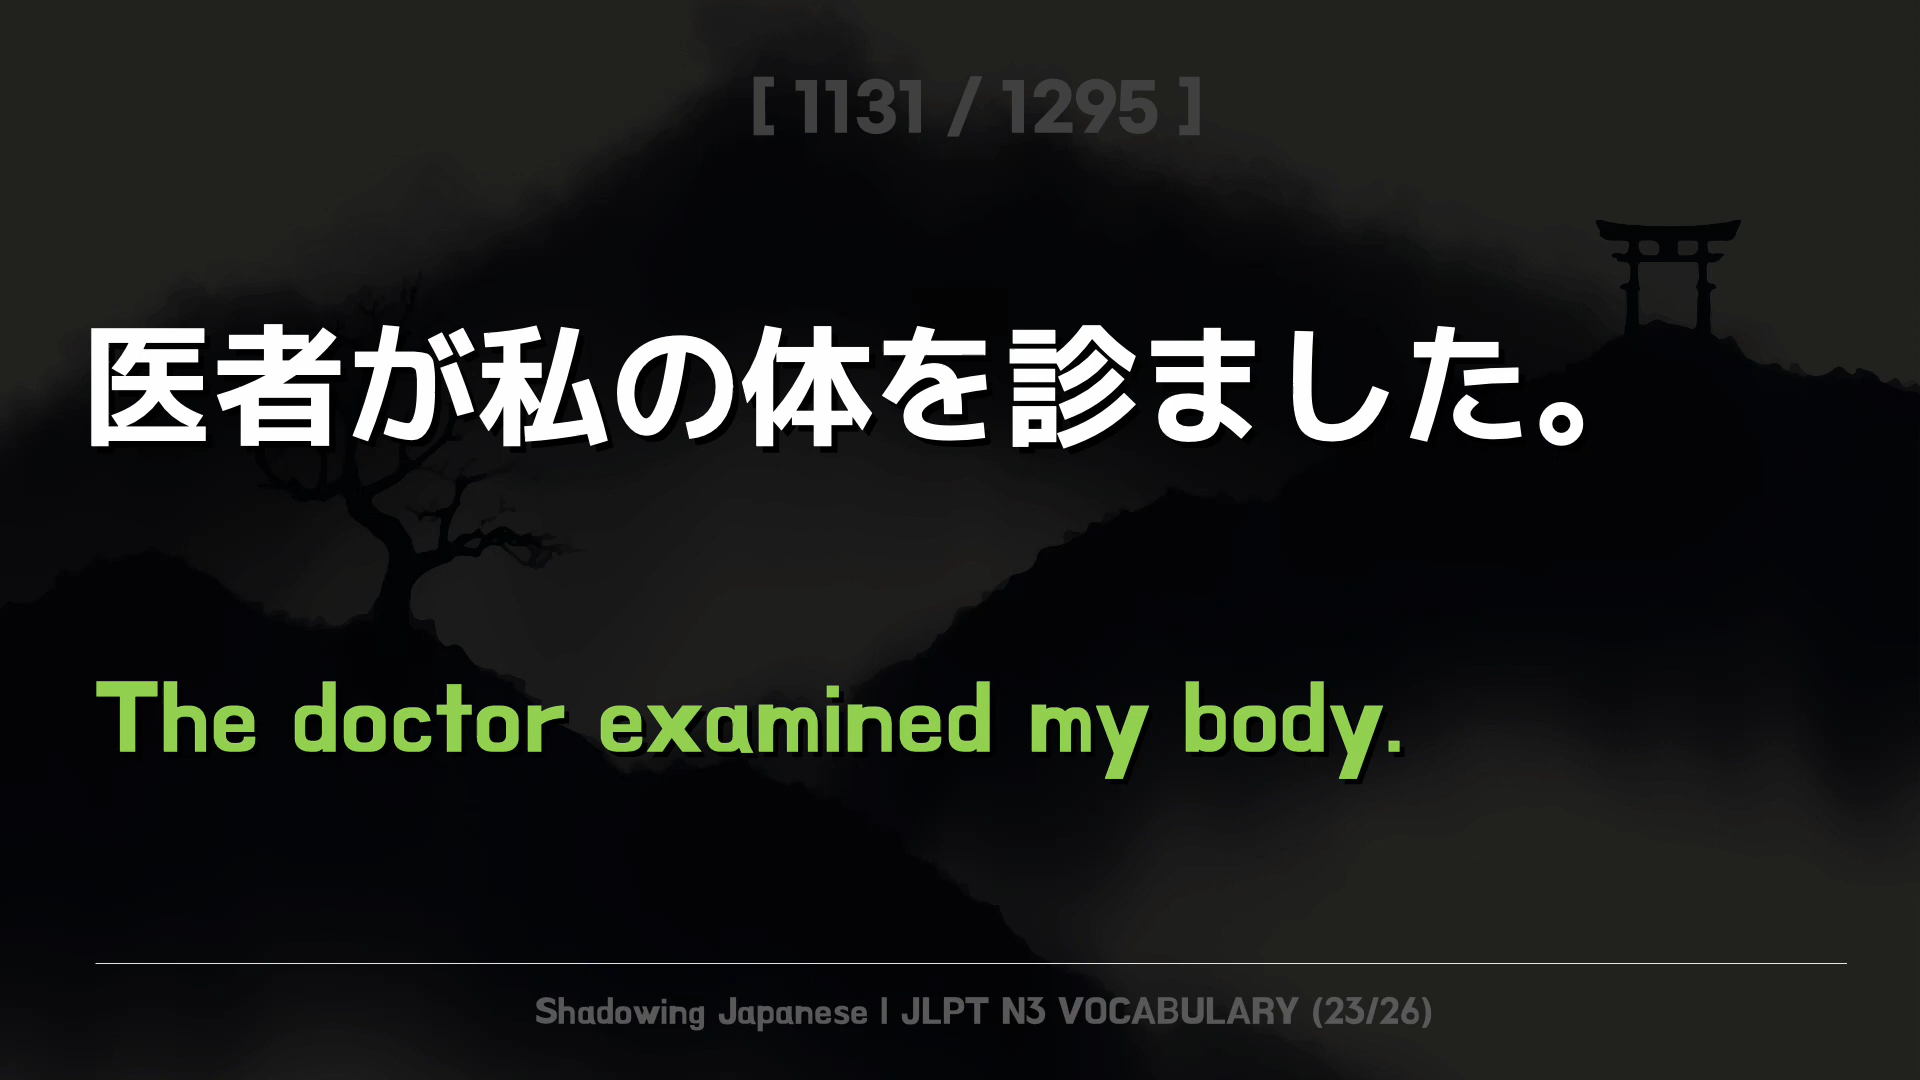 [ 1131 / 1295 ]
医者が私の体を診ました。
The doctor examined my body.
Shadowing Japanese | JLPT N3 VOCABULARY (23/26)